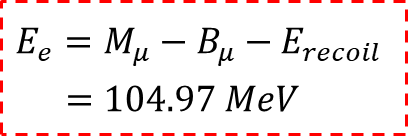 E_e = M_μ − B_μ − E_recoil
= 104.97 MeV